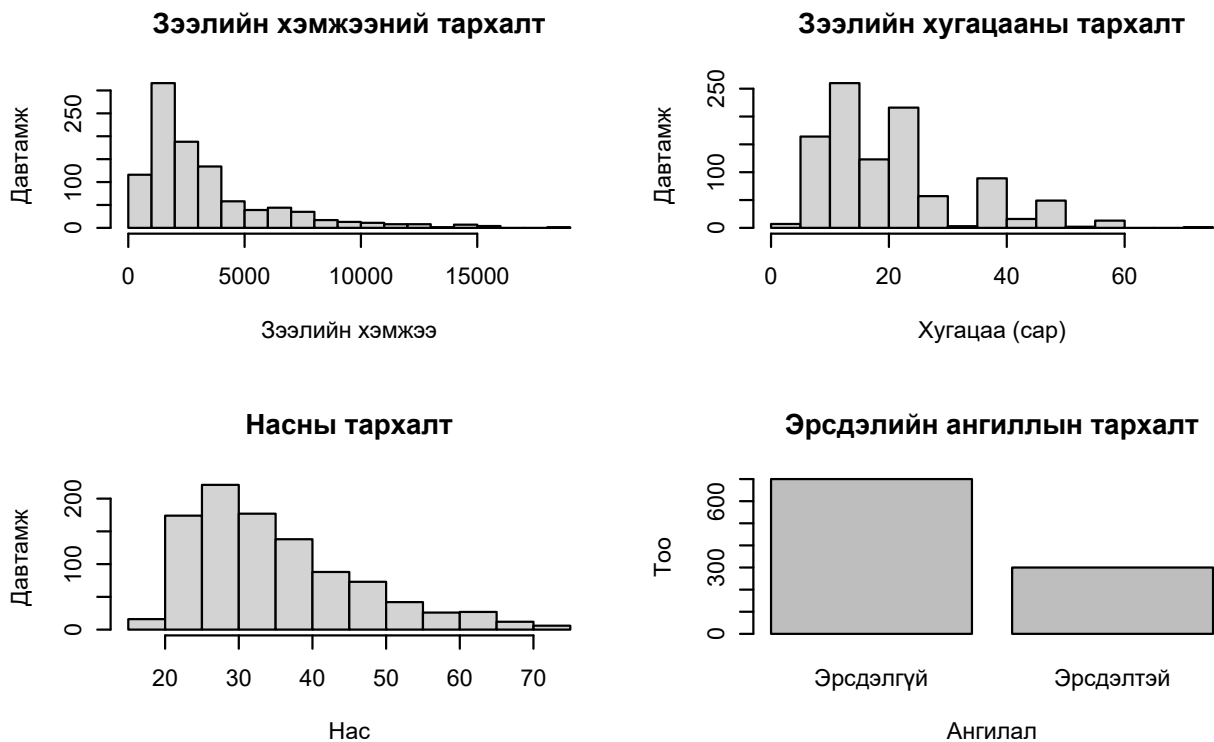 Зээлийн хэмжээний тархалт
Давтамж
0 100 250
0 5000 10000 15000
Зээлийн хэмжээ
Зээлийн хугацааны тархалт
Давтамж
0 100 250
0 20 40 60
Хугацаа (сар)
Насны тархалт
Давтамж
0 100 200
20 30 40 50 60 70
Нас
Эрсдэлийн ангиллын тархалт
Тоо
0 300 600
Эрсдэлгүй Эрсдэлтэй
Ангилал